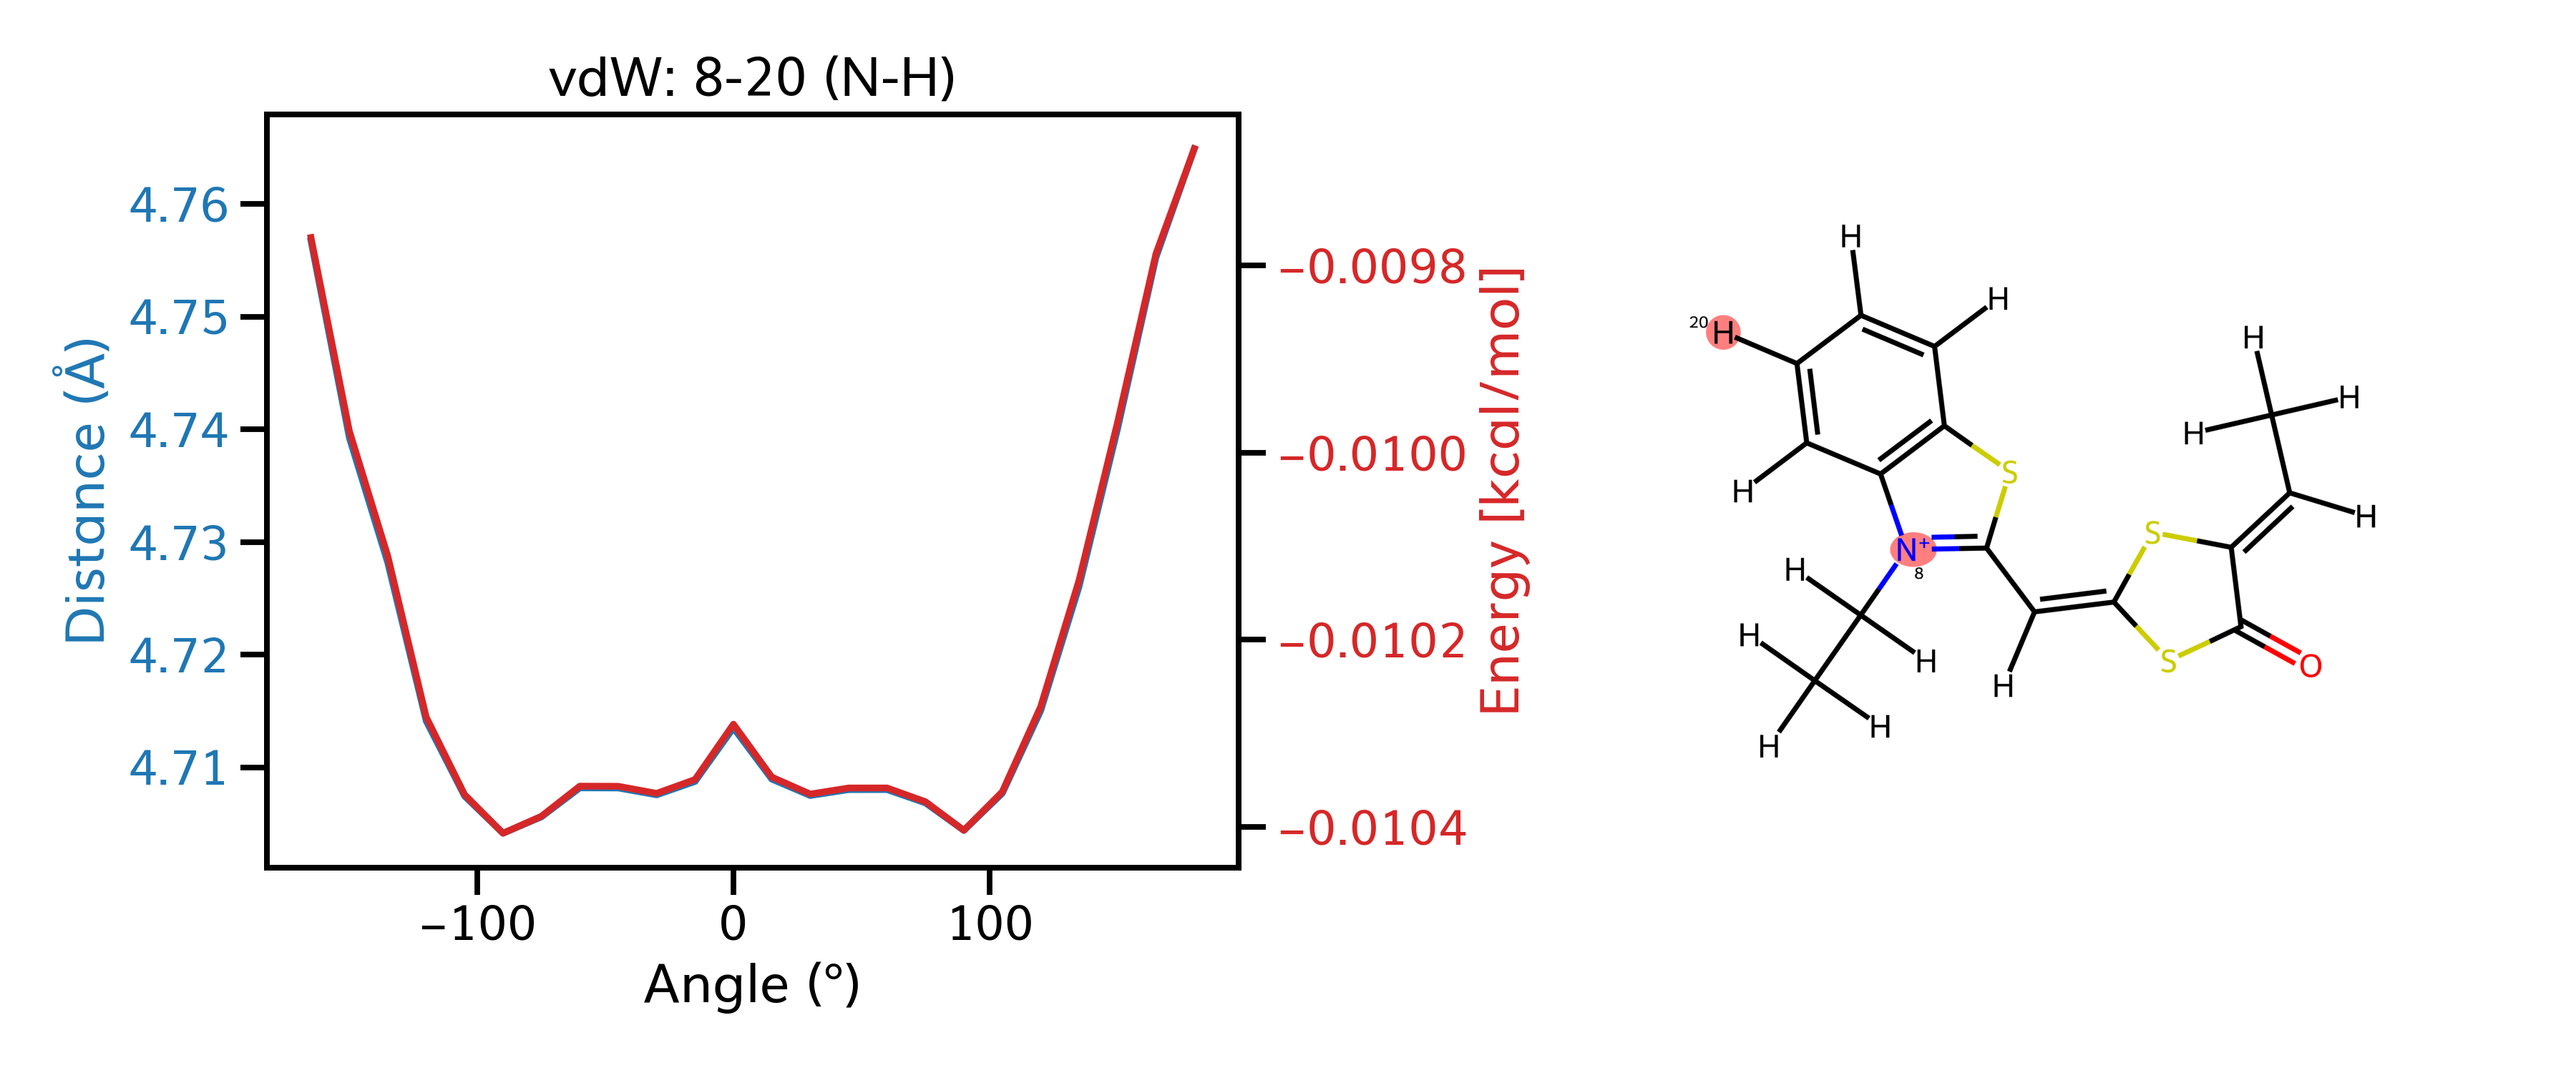 vdW: 8-20 (N-H)
Distance (Å)
4.76
4.75
4.74
4.73
4.72
4.71
−100
0
100
Angle (°)
−0.0098
−0.0100
−0.0102
−0.0104
Energy [kcal/mol]
H
H
20
H
H
H
H
S
H
H
S
H
N+
8
H
H
H
S
H
O
H
H